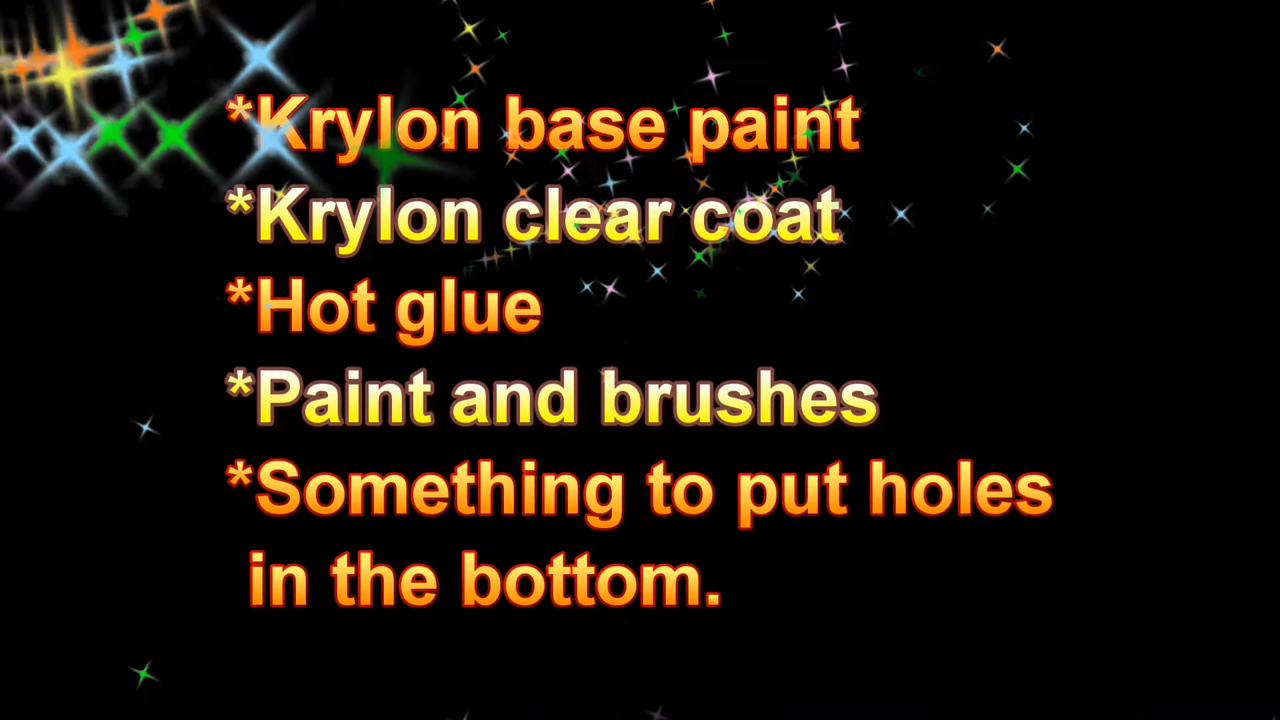 *Krylon base paint
*Krylon clear coat
*Hot glue
*Paint and brushes
*Something to put holes
in the bottom.